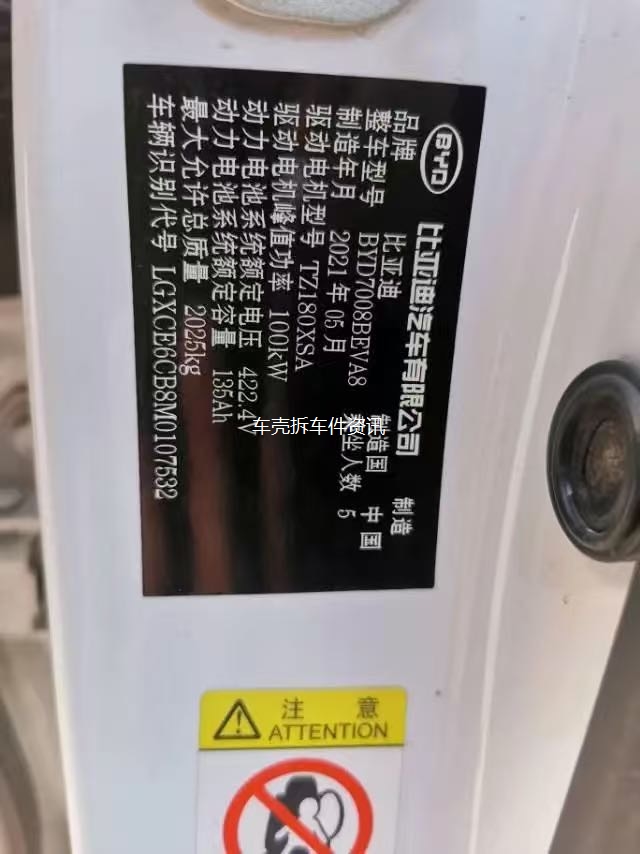 BYD 比亚迪汽车有限公司 制造
品牌 比亚迪 制造国 中国
整车型号 BYD7008BEVA8 乘坐人数 5
制造年月 2021年05月
驱动电机型号 TZ180XSA
驱动电机峰值功率 100kW
动力电池系统额定电压 422.4V
动力电池系统额定容量 135Ah
最大允许总质量 2025kg
车辆识别代号 LGXCE6CB8M0107532
车壳拆车件资讯
注意
ATTENTION